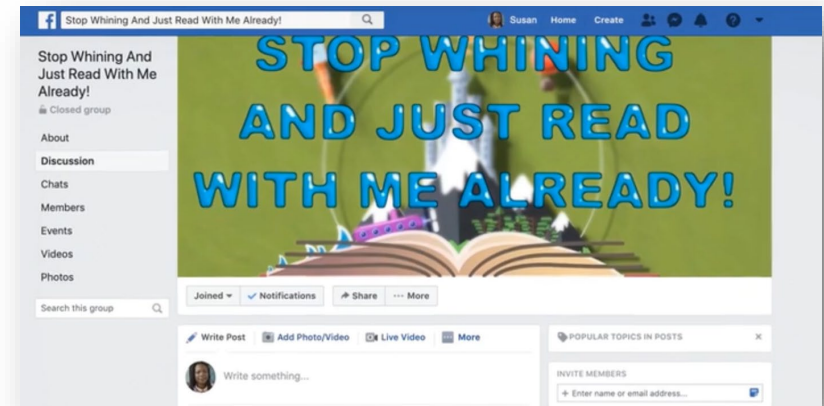 f Stop Whining And Just Read With Me Already! Susan Home Create
Stop Whining And
Just Read With Me
Already!
Closed group
About
Discussion
Chats
Members
Events
Videos
Photos
Search this group
STOP WHINING
AND JUST READ
WITH ME ALREADY!
Joined Notifications Share ··· More
Write Post Add Photo/Video Live Video More
Write something...
POPULAR TOPICS IN POSTS
INVITE MEMBERS
+ Enter name or email address...